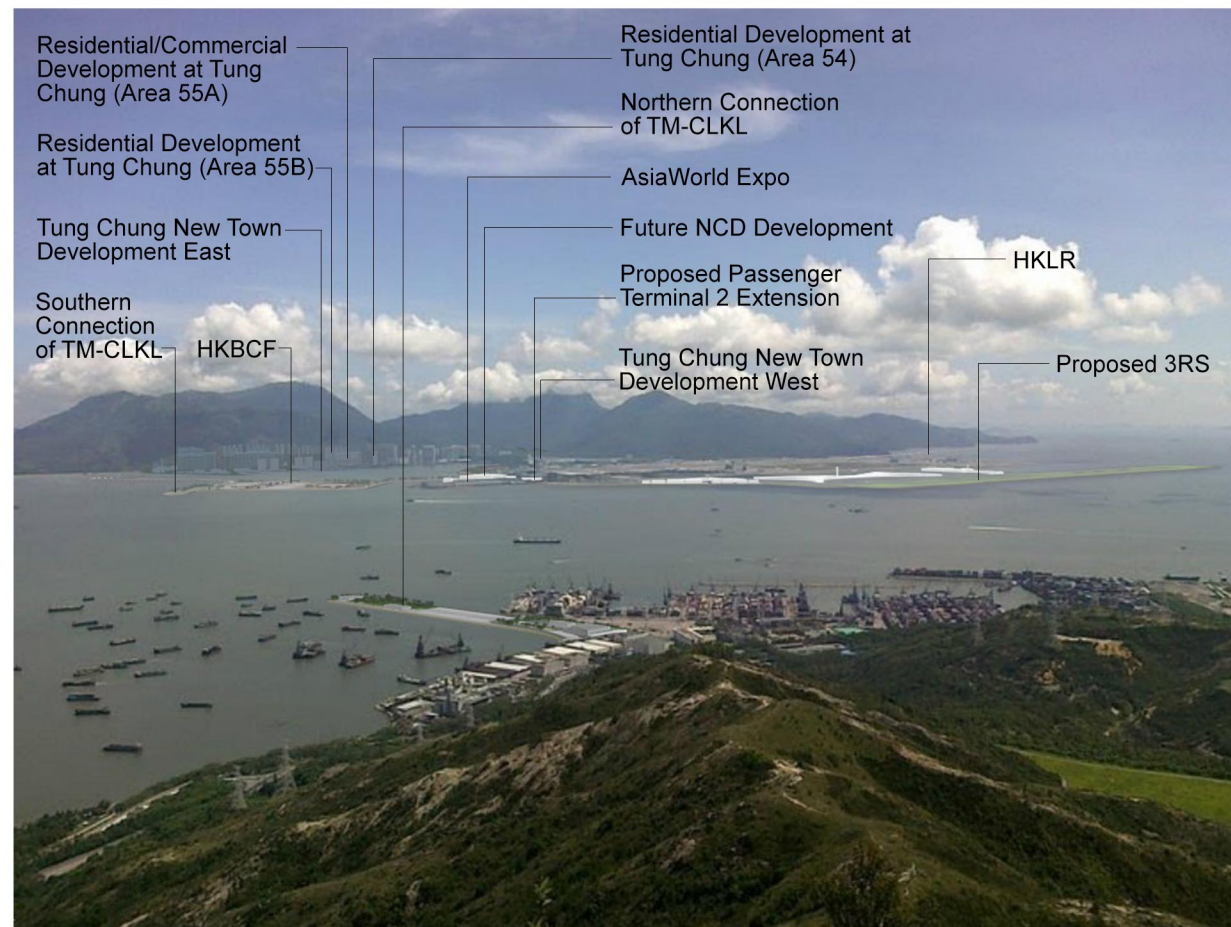 Residential/Commercial
Development at Tung
Chung (Area 55A)
Residential Development
at Tung Chung (Area 55B)
Tung Chung New Town
Development East
Southern
Connection
of TM-CLKL
HKBCF
Residential Development at
Tung Chung (Area 54)
Northern Connection
of TM-CLKL
AsiaWorld Expo
Future NCD Development
Proposed Passenger
Terminal 2 Extension
Tung Chung New Town
Development West
HKLR
Proposed 3RS